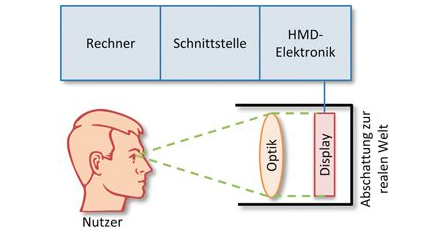 Rechner
Schnittstelle
HMD-
Elektronik
Optik
Display
Abschattung zur
realen Welt
Nutzer